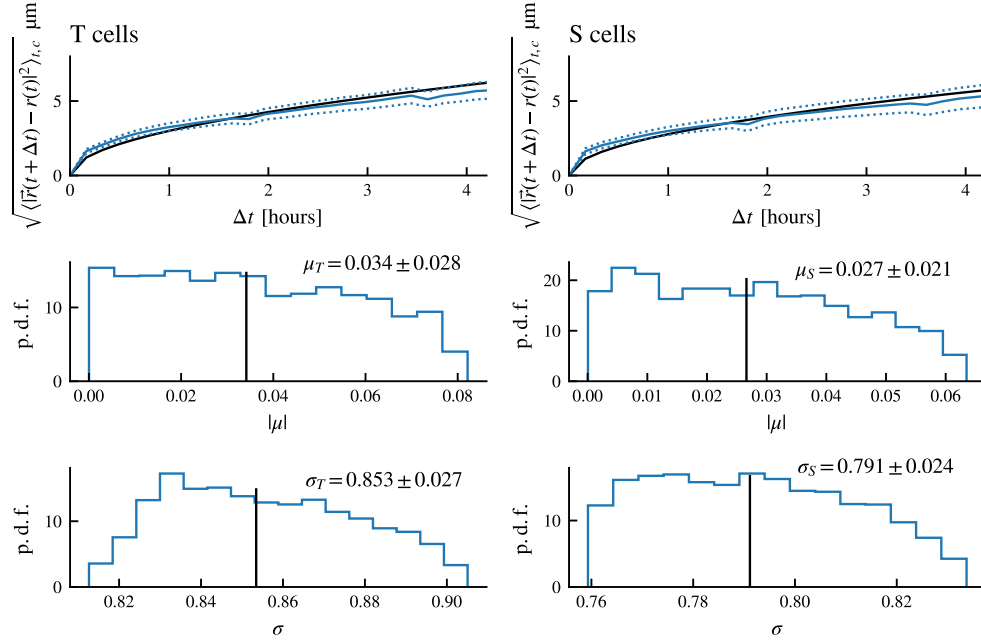 T cells
S cells
√⟨|r⃗(t + Δt) − r(t)|²⟩t,c μm
5
0
0 1 2 3 4
Δt [hours]
√⟨|r⃗(t + Δt) − r(t)|²⟩t,c μm
5
0
0 1 2 3 4
Δt [hours]
μT = 0.034 ± 0.028
p. d. f.
10
0
0.00 0.02 0.04 0.06 0.08
|μ|
μS = 0.027 ± 0.021
p. d. f.
20
10
0
0.00 0.01 0.02 0.03 0.04 0.05 0.06
|μ|
σT = 0.853 ± 0.027
p. d. f.
10
0
0.82 0.84 0.86 0.88 0.90
σ
σS = 0.791 ± 0.024
p. d. f.
10
0
0.76 0.78 0.80 0.82
σ